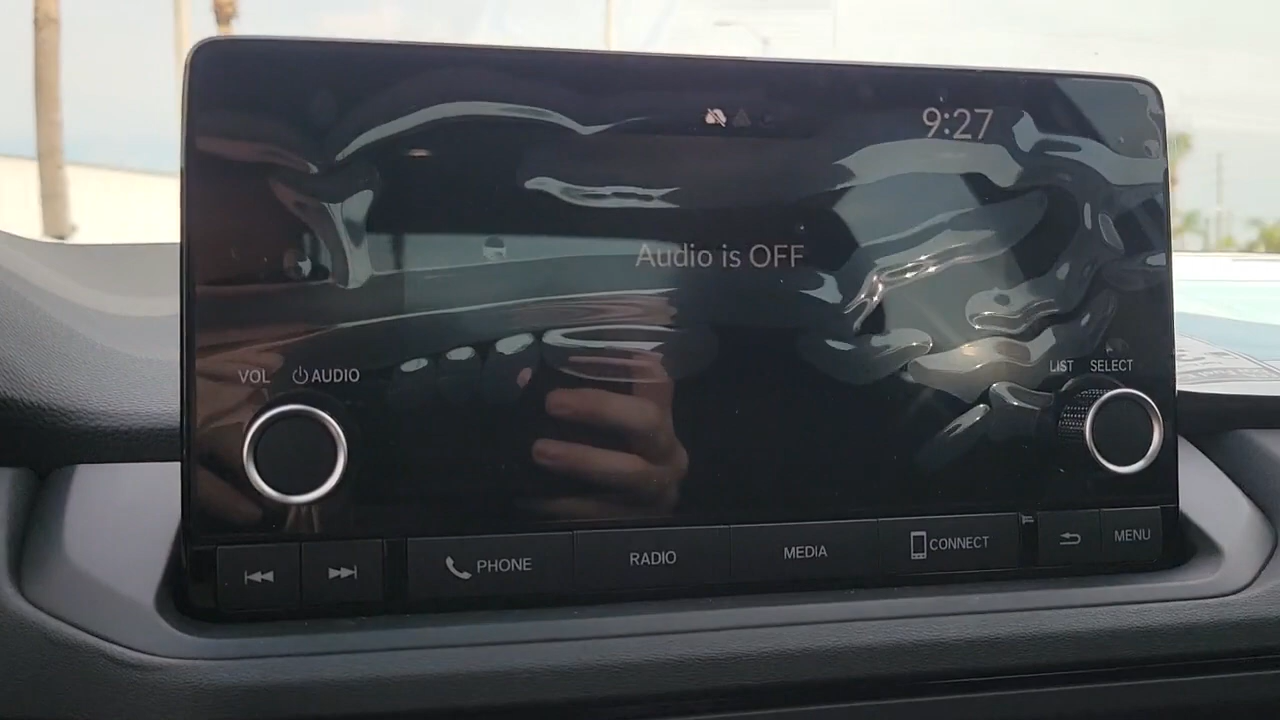 9:27
Audio is OFF
VOL AUDIO
LIST SELECT
PHONE
RADIO
MEDIA
CONNECT
MENU